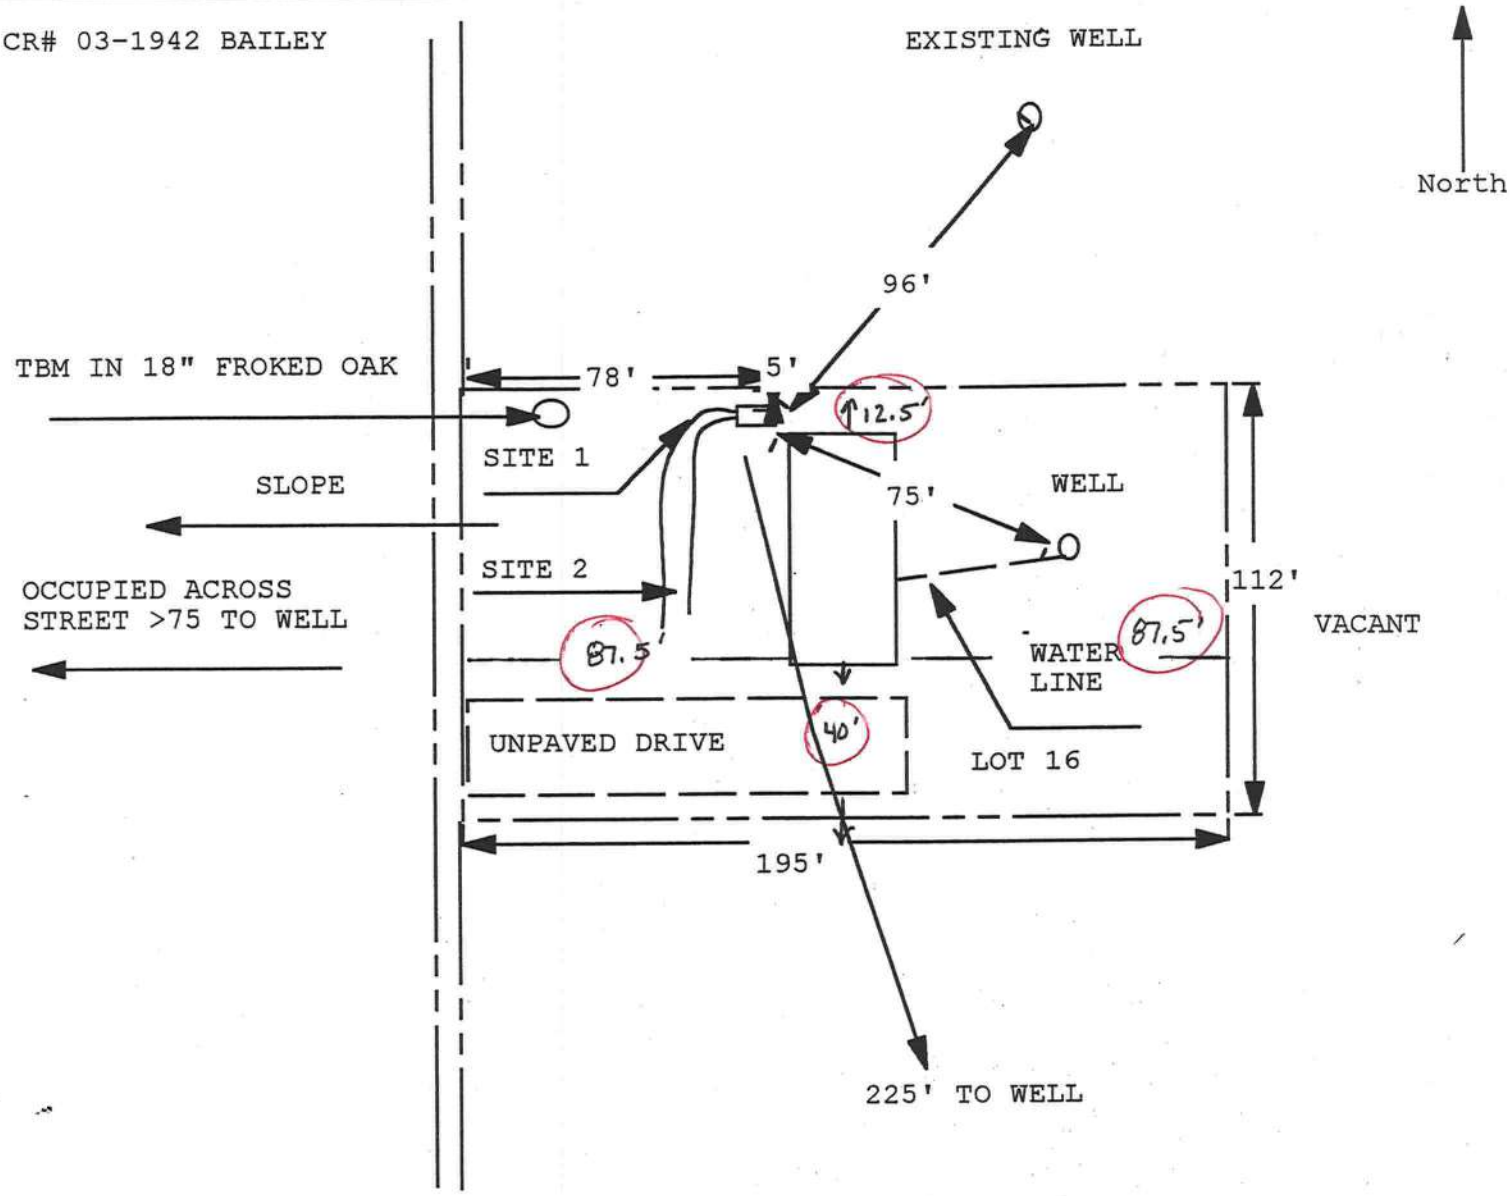 CR# 03-1942 BAILEY
EXISTING WELL
North
96'
TBM IN 18" FROKED OAK
78'
5'
12.5'
SITE 1
SLOPE
75'
WELL
SITE 2
OCCUPIED ACROSS
STREET >75 TO WELL
112'
VACANT
87.5'
87.5'
WATER
LINE
UNPAVED DRIVE
40'
LOT 16
195'
225' TO WELL